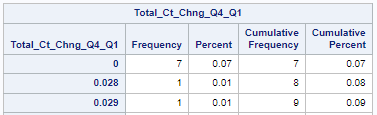 Total_Ct_Chng_Q4_Q1
Total_Ct_Chng_Q4_Q1 Frequency Percent Cumulative Frequency Cumulative Percent
0 7 0.07 7 0.07
0.028 1 0.01 8 0.08
0.029 1 0.01 9 0.09